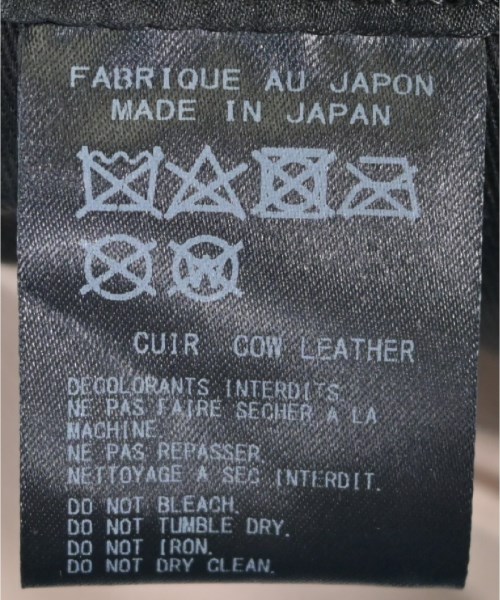 FABRIQUE AU JAPON
MADE IN JAPAN
W
CUIR COW LEATHER
DECOLORANTS INTERDITS
NE PAS FAIRE SECHER A LA
MACHINE
NE PAS REPASSER
NETTOYAGE A SEC INTERDIT.
DO NOT BLEACH.
DO NOT TUMBLE DRY.
DO NOT IRON.
DO NOT DRY CLEAN.